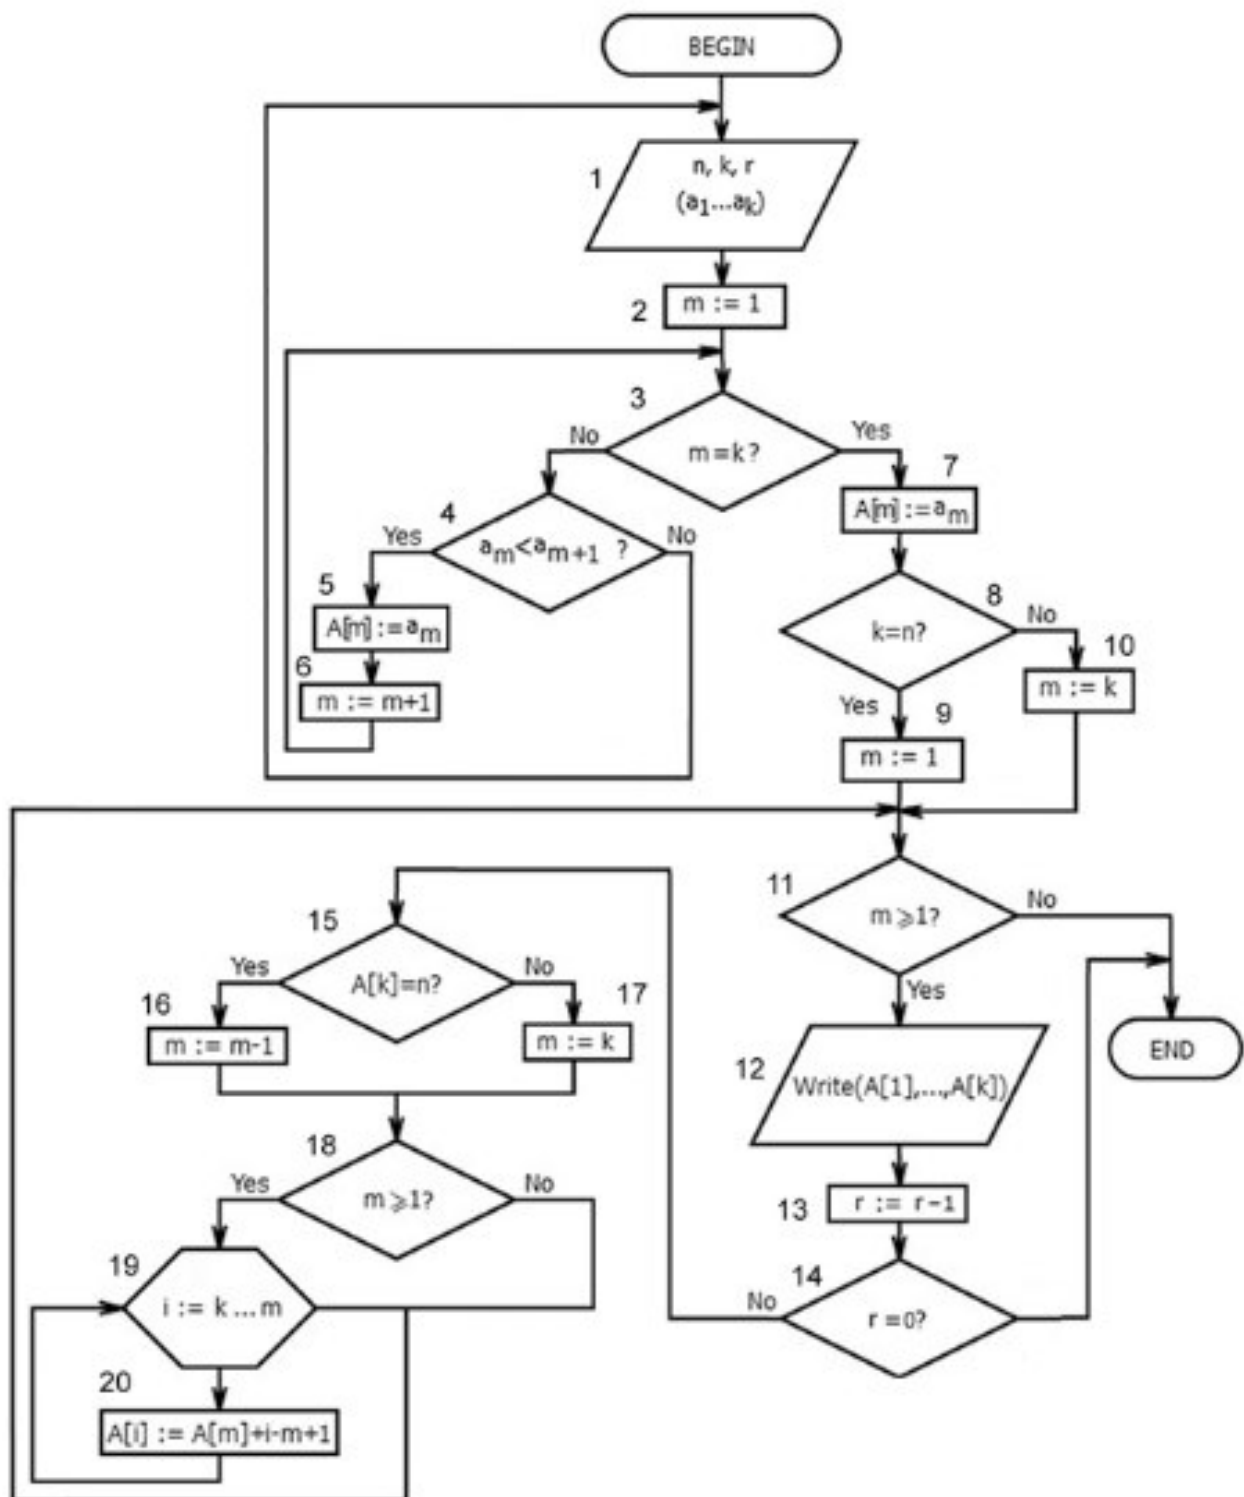 BEGIN
1
n, k, r
(a1...ak)
2
m := 1
3
m=k?
No
Yes
4
am<am+1 ?
Yes
No
5
A[m] :=am
6
m := m+1
7
A[m] :=am
8
k=n?
No
Yes
9
m := 1
10
m := k
11
m⩾1?
No
Yes
12
Write(A[1],...,A[k])
END
13
r := r-1
14
r=0?
No
15
A[k]=n?
Yes
No
16
m := m-1
17
m := k
18
m⩾1?
Yes
No
19
i := k ... m
20
A[i] := A[m]+i-m+1